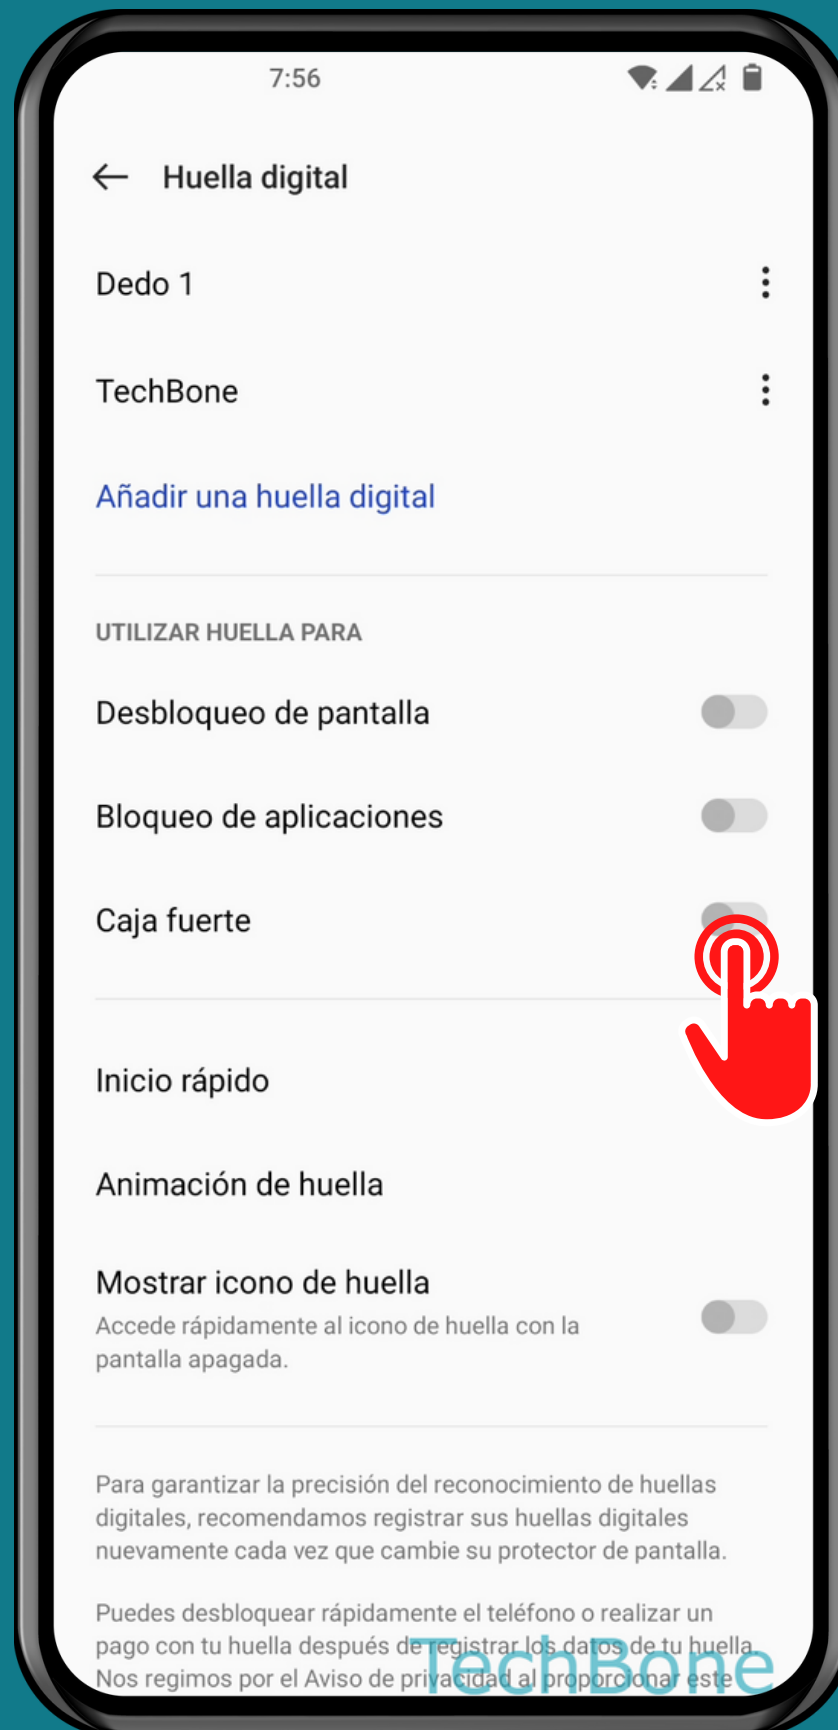 7:56
Huella digital
Dedo 1
TechBone
Añadir una huella digital
UTILIZAR HUELLA PARA
Desbloqueo de pantalla
Bloqueo de aplicaciones
Caja fuerte
Inicio rápido
Animación de huella
Mostrar icono de huella
Accede rápidamente al icono de huella con la
pantalla apagada.
Para garantizar la precisión del reconocimiento de huellas
digitales, recomendamos registrar sus huellas digitales
nuevamente cada vez que cambie su protector de pantalla.
Puedes desbloquear rápidamente el teléfono o realizar un
pago con tu huella después de registrar los datos de tu huella.
Nos regimos por el Aviso de privacidad al proporcionar este
TechBone